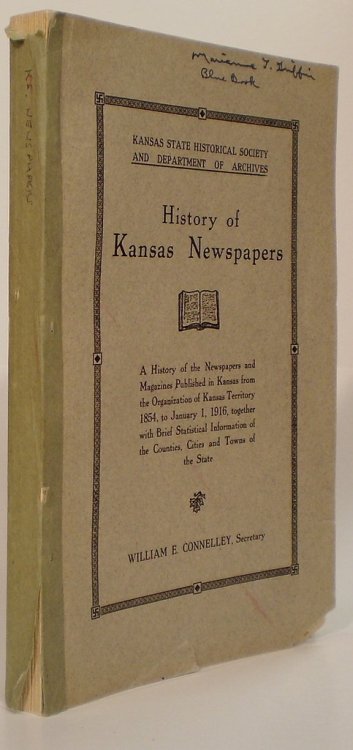 Blue Book
KANSAS STATE HISTORICAL SOCIETY
AND DEPARTMENT OF ARCHIVES
History of
Kansas Newspapers
A History of the Newspapers and
Magazines Published in Kansas from
the Organization of Kansas Territory
1854, to January 1, 1916, together
with Brief Statistical Information of
the Counties, Cities and Towns of
the State
WILLIAM E. CONNELLEY, Secretary